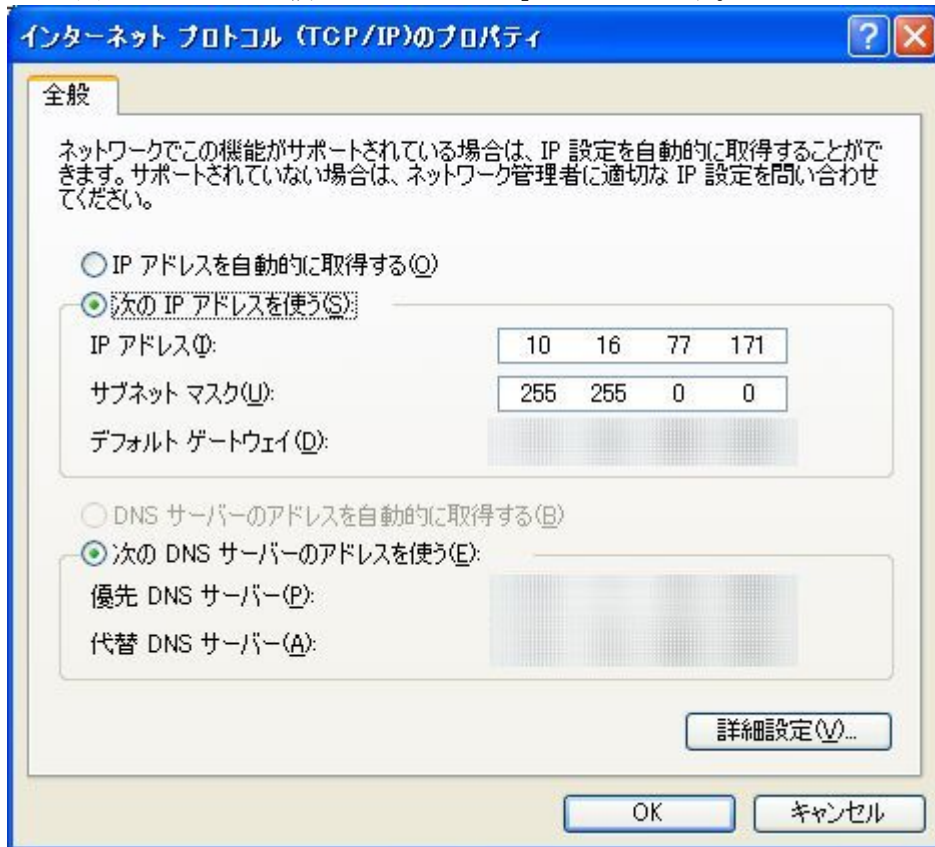 インターネット プロトコル (TCP/IP)のプロパティ
全般
ネットワークでこの機能がサポートされている場合は、IP 設定を自動的に取得することがで
きます。サポートされていない場合は、ネットワーク管理者に適切な IP 設定を問い合わせ
てください。
IP アドレスを自動的に取得する(O)
次の IP アドレスを使う(S):
IP アドレス(I): 10 16 77 171
サブネット マスク(U): 255 255 0 0
デフォルト ゲートウェイ(D):
DNS サーバーのアドレスを自動的に取得する(B)
次の DNS サーバーのアドレスを使う(E):
優先 DNS サーバー(P):
代替 DNS サーバー(A):
詳細設定(V)...
OK キャンセル